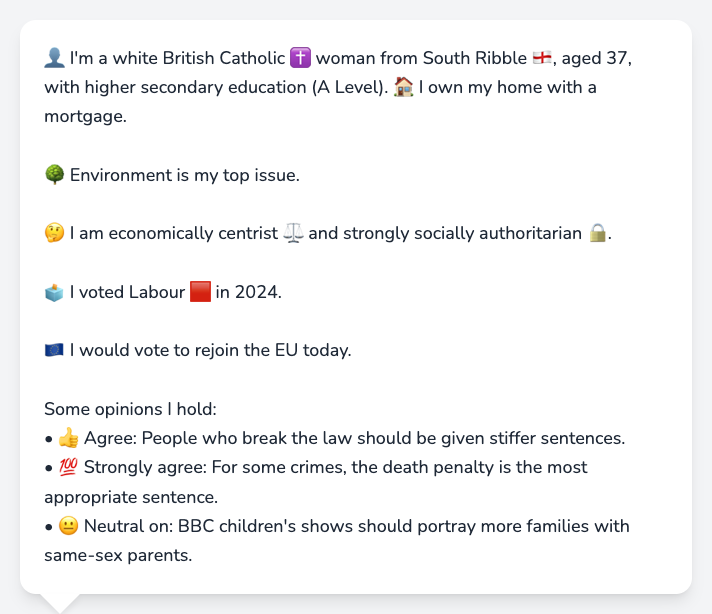 👤 I'm a white British Catholic ✝️ woman from South Ribble 🏴󠁧󠁢󠁥󠁮󠁧󠁿, aged 37,
with higher secondary education (A Level). 🏠 I own my home with a
mortgage.
🌳 Environment is my top issue.
🤔 I am economically centrist ⚖️ and strongly socially authoritarian 🔒.
🗳️ I voted Labour 🟥 in 2024.
🇪🇺 I would vote to rejoin the EU today.
Some opinions I hold:
• 👍 Agree: People who break the law should be given stiffer sentences.
• 💯 Strongly agree: For some crimes, the death penalty is the most
appropriate sentence.
• 😐 Neutral on: BBC children's shows should portray more families with
same-sex parents.